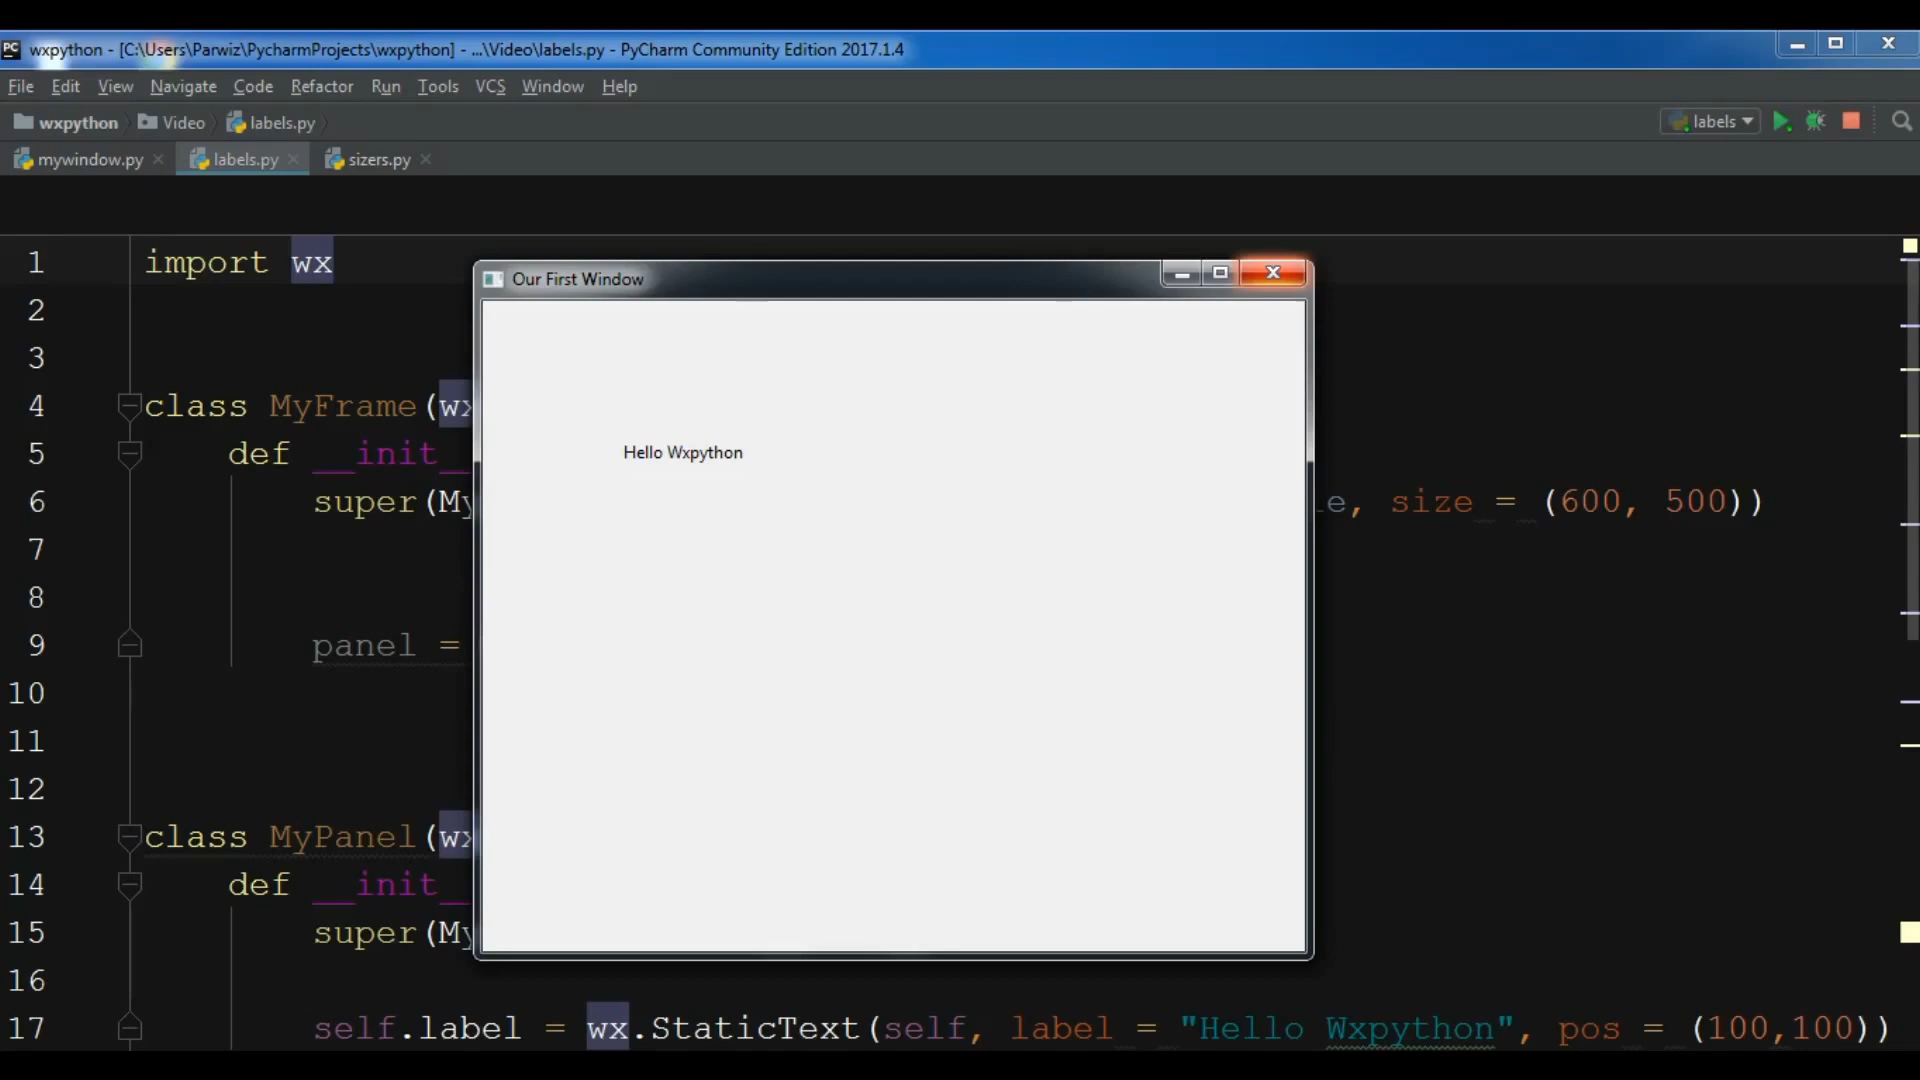 wxpython - [C:\Users\Parwiz\PycharmProjects\wxpython] - ...\Video\labels.py - PyCharm Community Edition 2017.1.4
File Edit View Navigate Code Refactor Run Tools VCS Window Help
wxpython Video labels.py labels
mywindow.py labels.py sizers.py
1 import wx
Our First Window
2
3
4 class MyFrame(wx
Hello Wxpython
5 def __init__
6 super(My e, size = (600, 500))
7
8
9 panel =
10
11
12
13 class MyPanel(wx
14 def __init__
15 super(My
16
17 self.label = wx.StaticText(self, label = "Hello Wxpython", pos = (100,100))